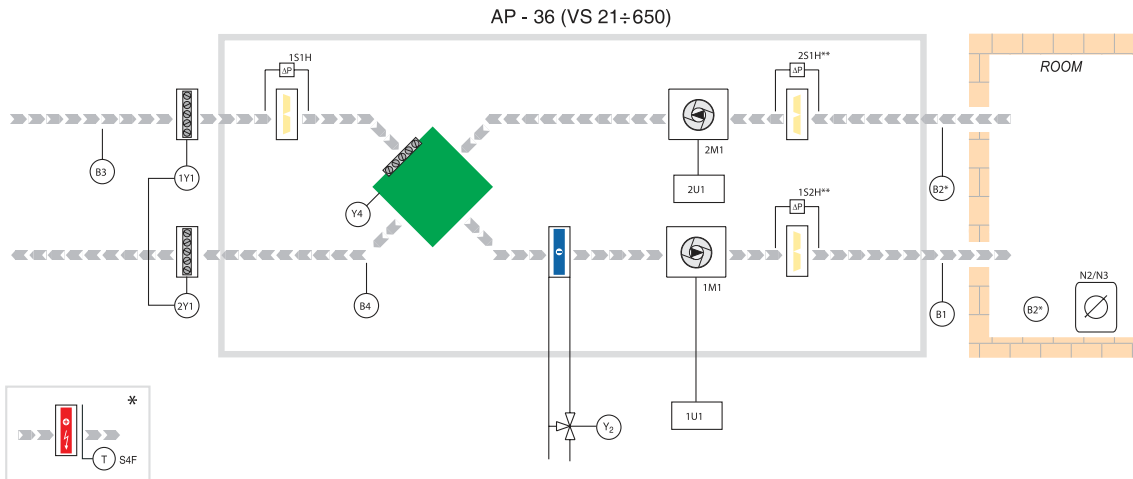 AP - 36 (VS 21÷650)
1S1H
ΔP
2S1H**
ΔP
ROOM
2M1
B3
1Y1
2U1
B2*
Y4
1S2H**
ΔP
1M1
N2/N3
2Y1
B4
B1
B2*
1U1
Y2
*
T
S4F